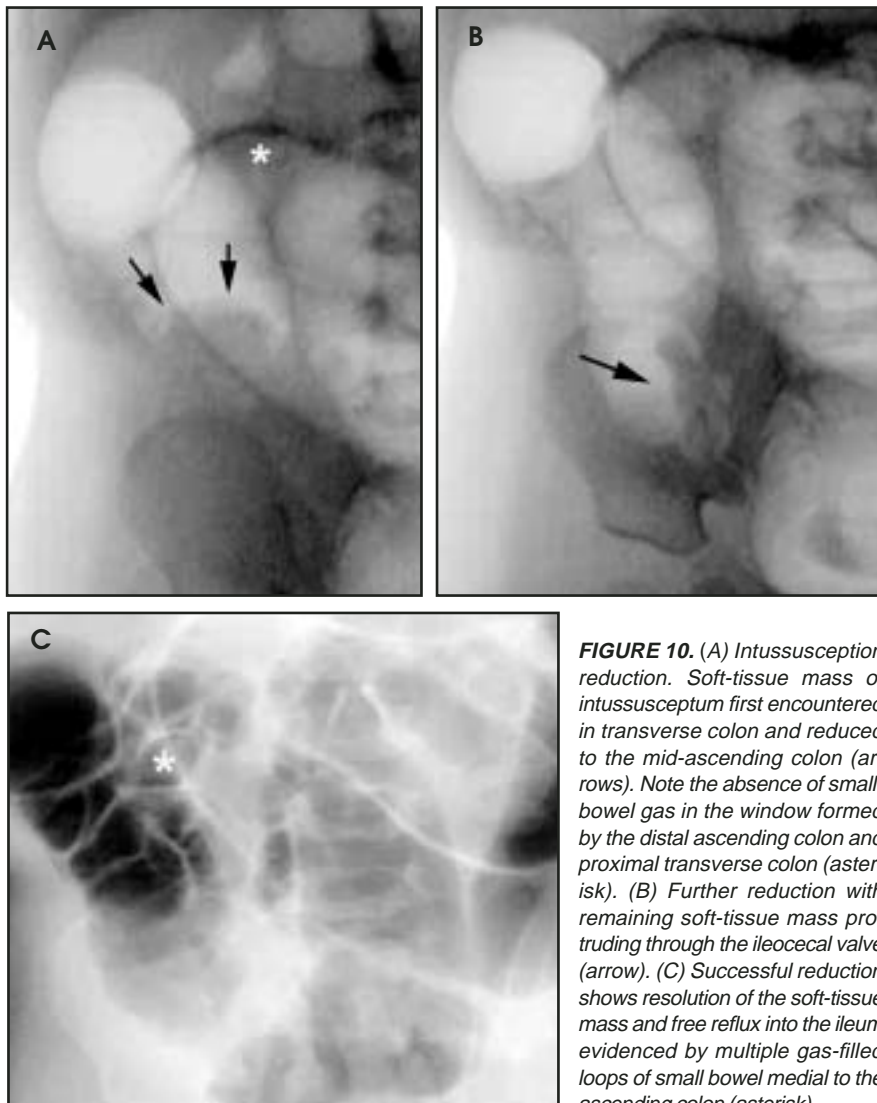 A
*
B
C
*
FIGURE 10. (A) Intussusception
reduction. Soft-tissue mass o
intussusceptum first encountered
in transverse colon and reduced
to the mid-ascending colon (ar
rows). Note the absence of small
bowel gas in the window formed
by the distal ascending colon and
proximal transverse colon (aster
isk). (B) Further reduction with
remaining soft-tissue mass pro
truding through the ileocecal valve
(arrow). (C) Successful reduction
shows resolution of the soft-tissue
mass and free reflux into the ileum
evidenced by multiple gas-filled
loops of small bowel medial to the
ascending colon (asterisk)